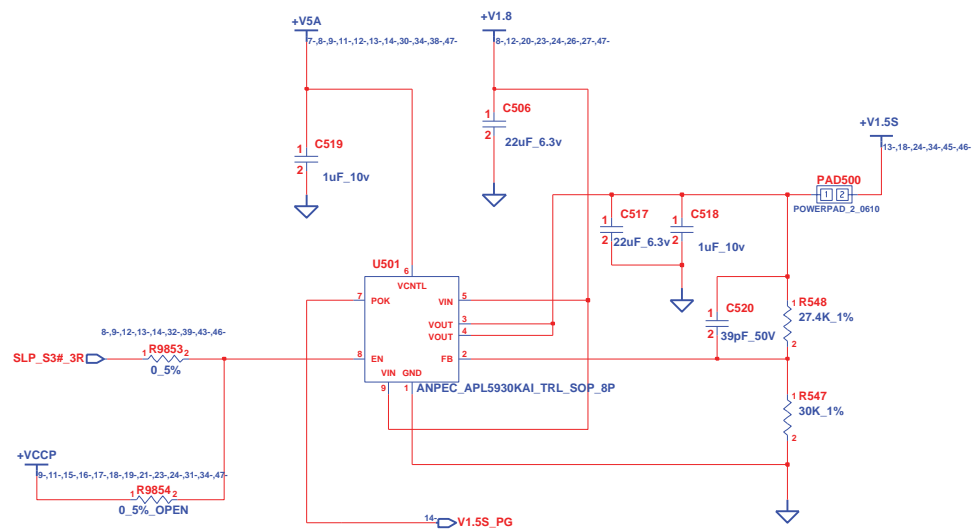 +V5A
7-,8-,9-,11-,12-,13-,14-,30-,34-,38-,47-
+V1.8
8-,12-,20-,23-,24-,26-,27-,47-
1
C506
2
22uF_6.3v
1
C519
2
1uF_10v
+V1.5S
13-,18-,24-,34-,45-,46-
PAD500
1 2
POWERPAD_2_0610
1
C517
2
22uF_6.3v
1
C518
2
1uF_10v
U501
6
VCNTL
7
POK
VIN
5
VOUT
3
VOUT
4
8
EN
FB
2
VIN
GND
9
1
ANPEC_APL5930KAI_TRL_SOP_8P
1
C520
2
39pF_50V
1
R548
27.4K_1%
2
1
R547
30K_1%
2
8-,9-,12-,13-,14-,32-,39-,43-,46-
SLP_S3#_3R
1
R9853
2
0_5%
+VCCP
9-,11-,15-,16-,17-,18-,19-,21-,23-,24-,31-,34-,47-
1
R9854
2
0_5%_OPEN
14-
V1.5S_PG